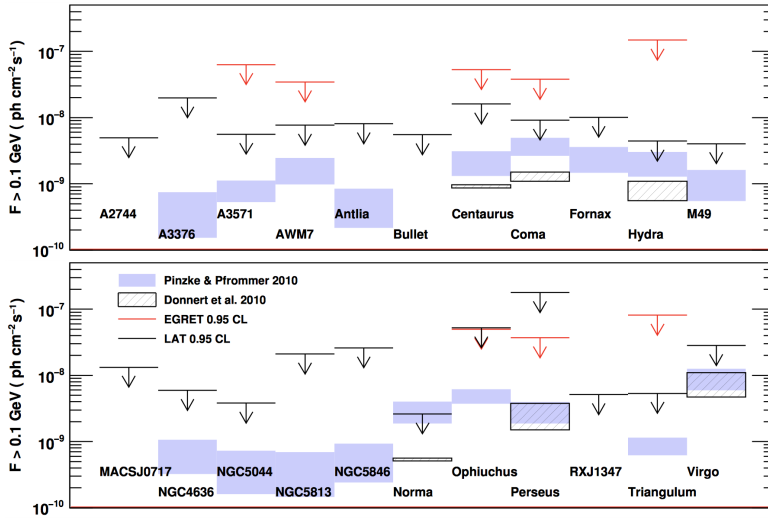 F > 0.1 GeV ( ph cm⁻² s⁻¹)
10⁻⁷
10⁻⁸
10⁻⁹
10⁻¹⁰
A2744 A3571 Antlia Centaurus Fornax M49
A3376 AWM7 Bullet Coma Hydra
F > 0.1 GeV ( ph cm⁻² s⁻¹)
10⁻⁷
10⁻⁸
10⁻⁹
10⁻¹⁰
Pinzke & Pfrommer 2010
Donnert et al. 2010
EGRET 0.95 CL
LAT 0.95 CL
MACSJ0717 NGC5044 NGC5846 Ophiuchus RXJ1347 Virgo
NGC4636 NGC5813 Norma Perseus Triangulum